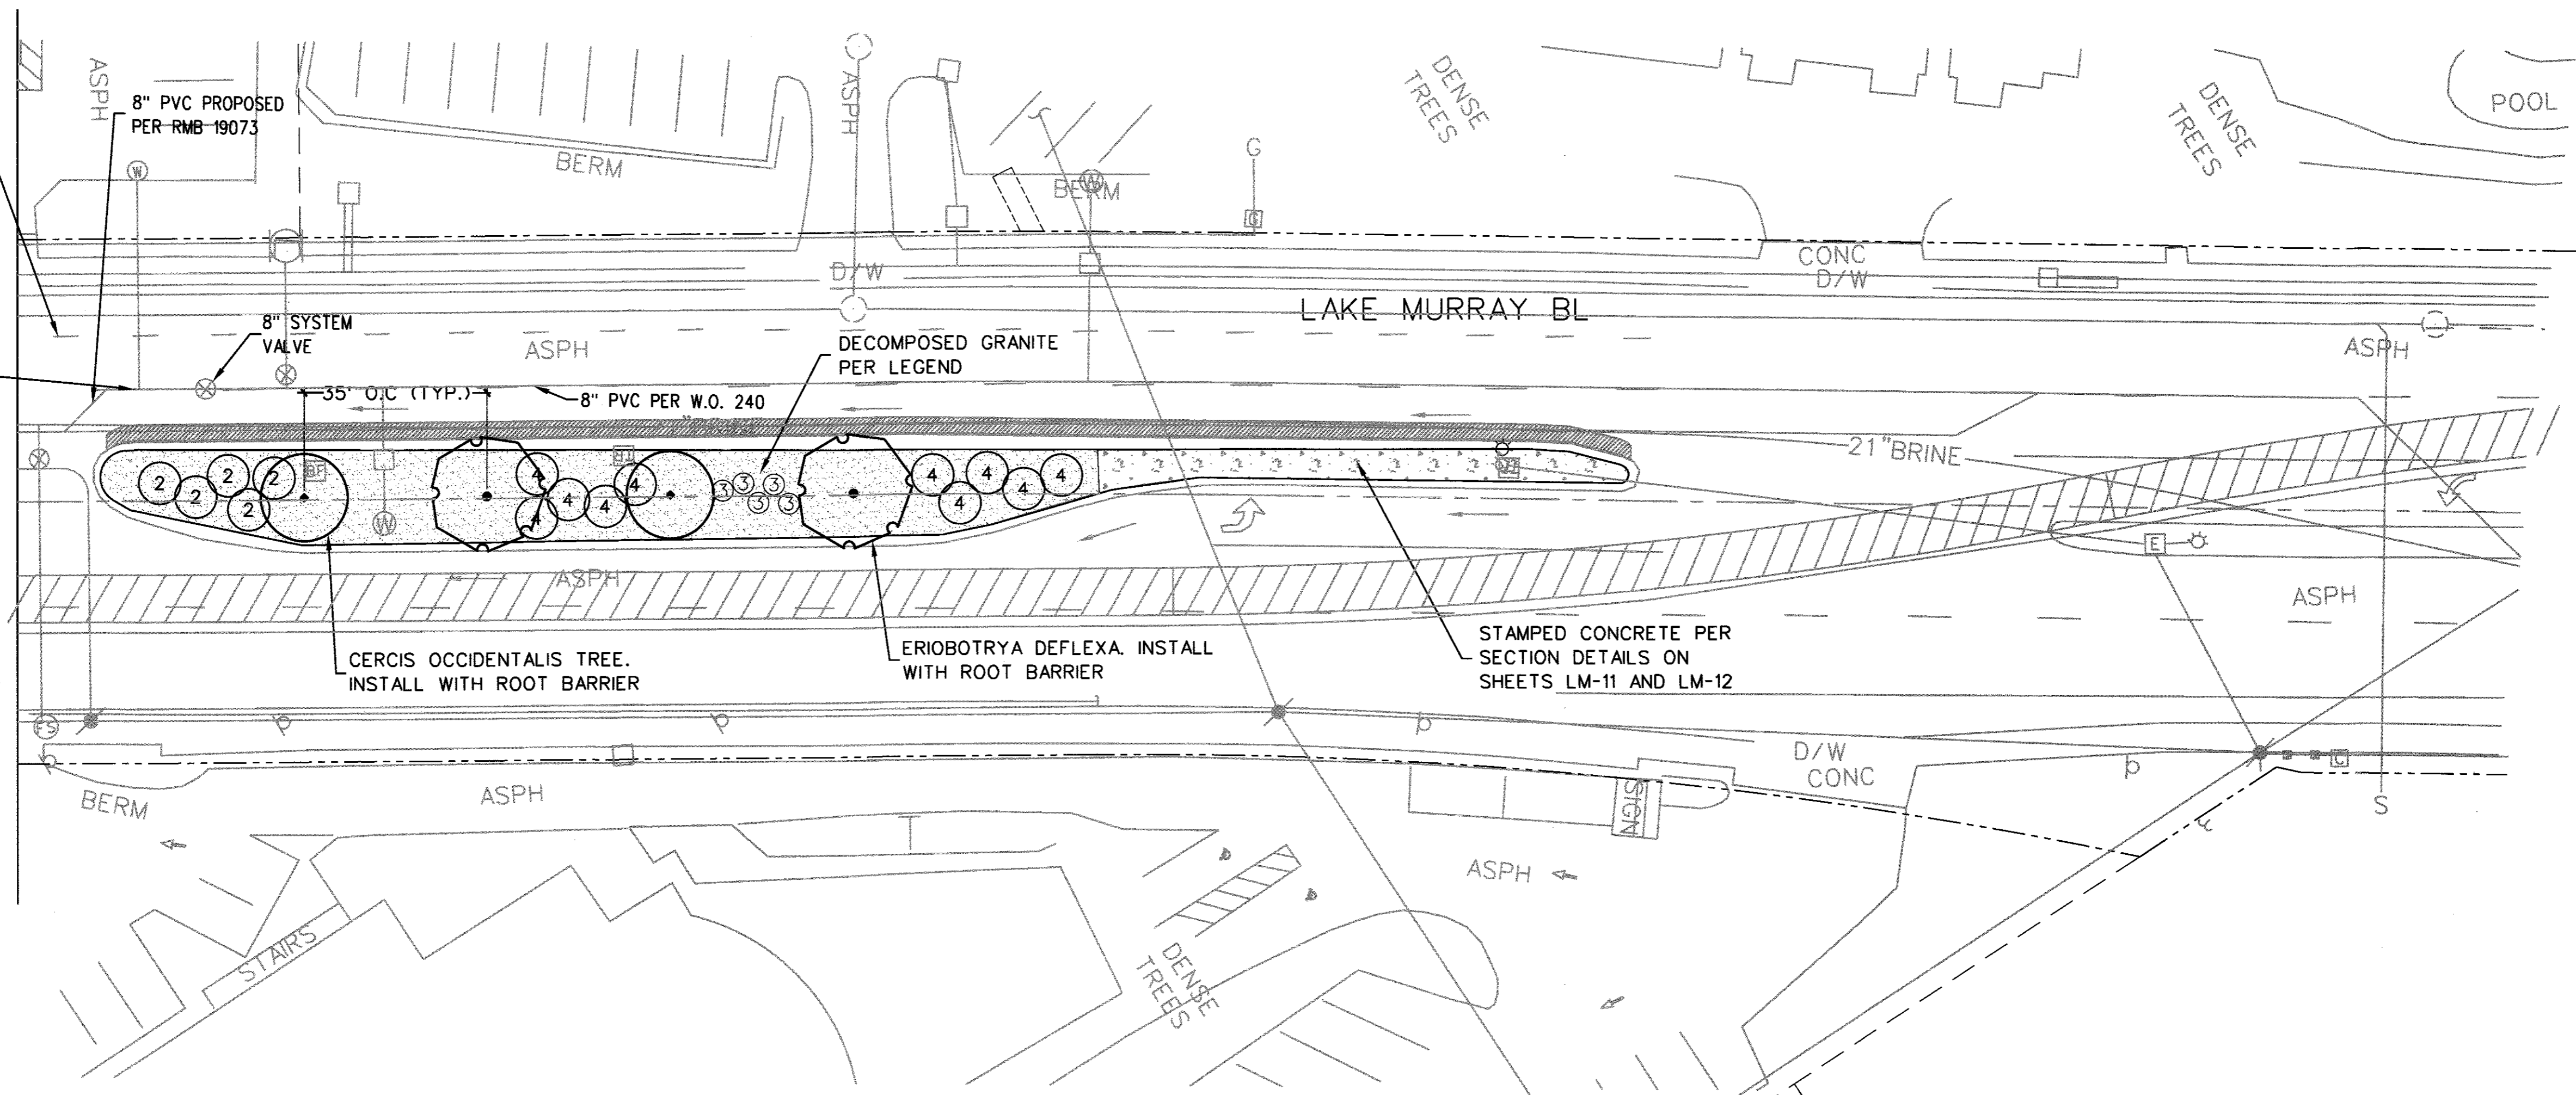 ASPH
8" PVC PROPOSED
PER RMB 19073
W
BERM
ASPH
BERM
W
G
G
DENSE
TREES
DENSE
TREES
POOL
D/W
CONC
D/W
LAKE MURRAY BL
8" SYSTEM
VALVE
ASPH
DECOMPOSED GRANITE
PER LEGEND
ASPH
35' O.C (TYP.)
8" PVC PER W.O. 240
21"BRINE
2
2
2
2
2
BF
W
4
4
4
4
4
3
3
3
3
3
4
4
4
4
4
E
ASPH
ASPH
CERCIS OCCIDENTALIS TREE.
INSTALL WITH ROOT BARRIER
ERIOBOTRYA DEFLEXA. INSTALL
WITH ROOT BARRIER
STAMPED CONCRETE PER
SECTION DETAILS ON
SHEETS LM-11 AND LM-12
FS
D/W
CONC
C
S
BERM
ASPH
SIGN
ASPH
STAIRS
DENSE
TREES